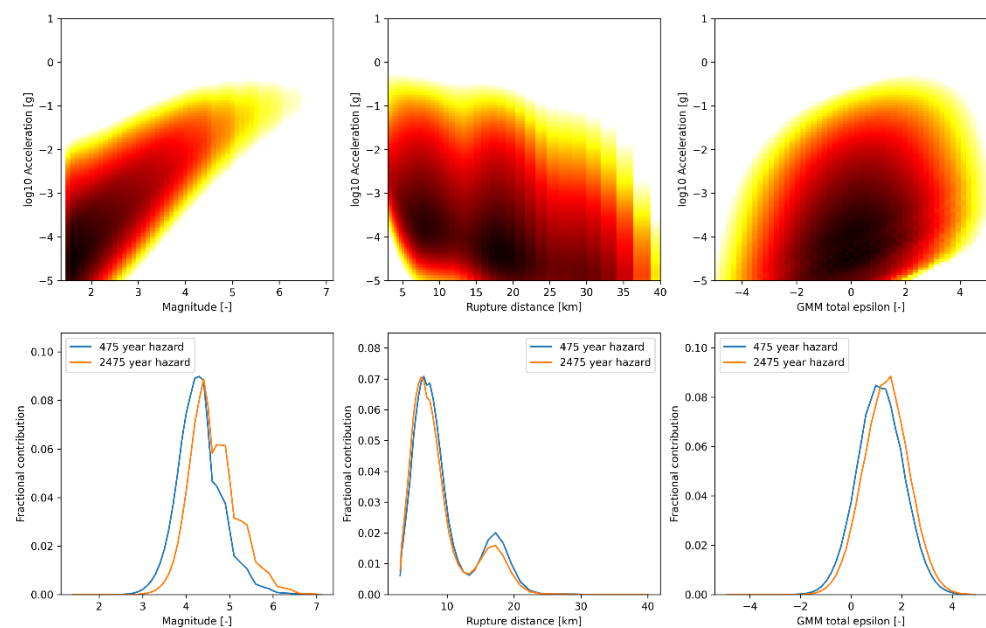 1
0
−1
−2
−3
−4
−5
log10 Acceleration [g]
2 3 4 5 6 7
Magnitude [-]
1
0
−1
−2
−3
−4
−5
log10 Acceleration [g]
5 10 15 20 25 30 35 40
Rupture distance [km]
1
0
−1
−2
−3
−4
−5
log10 Acceleration [g]
−4 −2 0 2 4
GMM total epsilon [-]
475 year hazard
2475 year hazard
0.10
0.08
0.06
0.04
0.02
0.00
Fractional contribution
2 3 4 5 6 7
Magnitude [-]
475 year hazard
2475 year hazard
0.08
0.07
0.06
0.05
0.04
0.03
0.02
0.01
0.00
Fractional contribution
10 20 30 40
Rupture distance [km]
475 year hazard
2475 year hazard
0.10
0.08
0.06
0.04
0.02
0.00
Fractional contribution
−4 −2 0 2 4
GMM total epsilon [-]